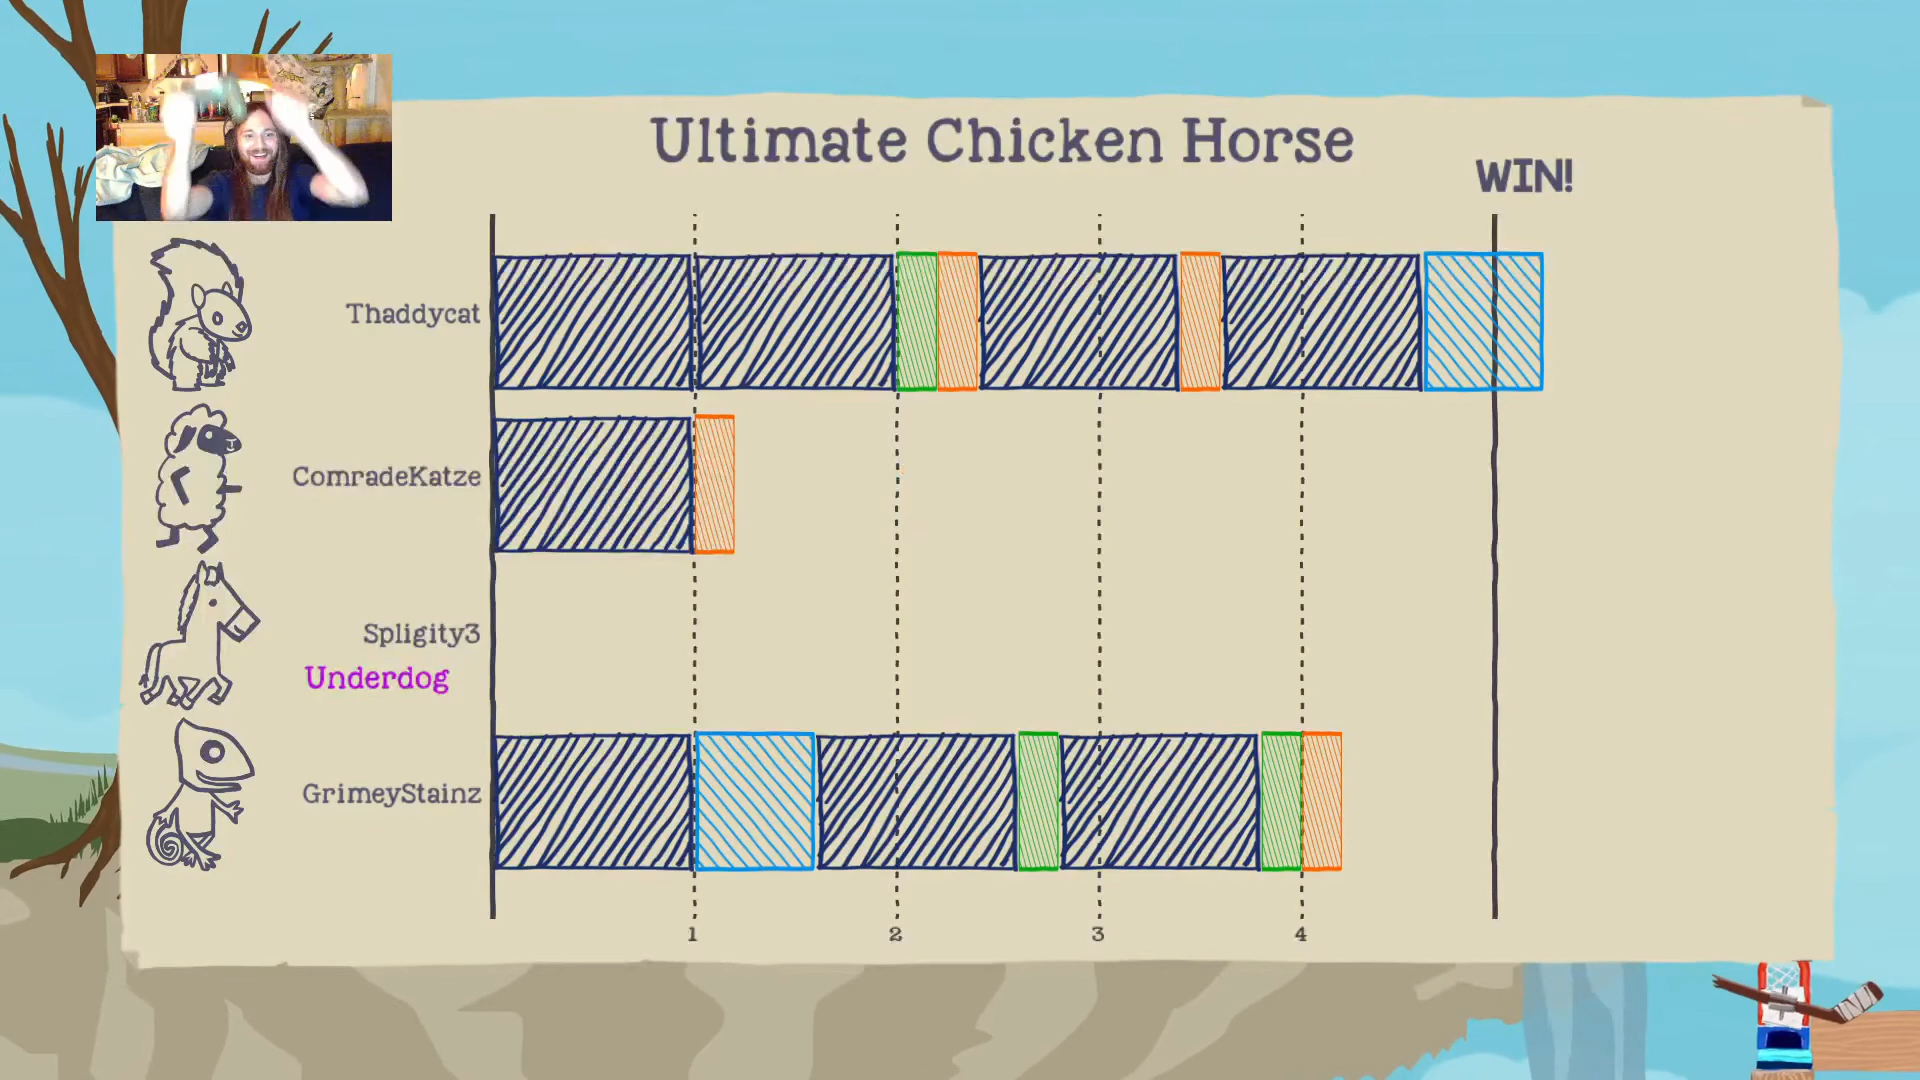 Ultimate Chicken Horse
WIN!
Thaddycat
ComradeKatze
Spligity3
Underdog
GrimeyStainz
1 2 3 4